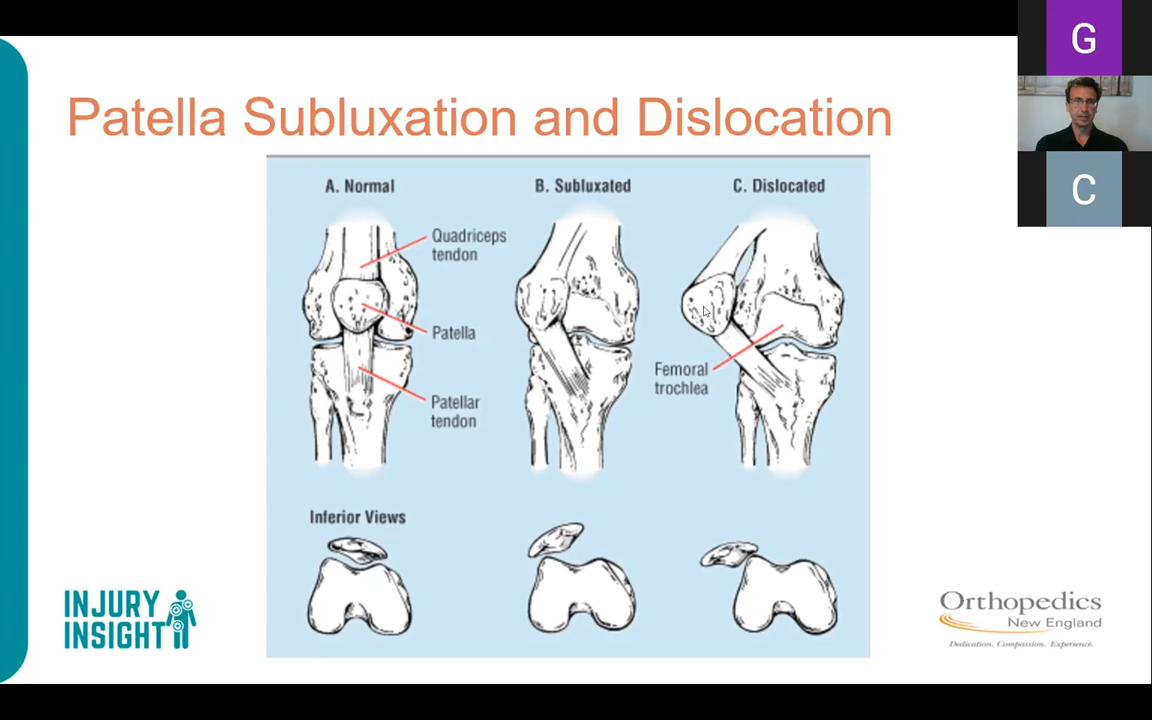 G
Patella Subluxation and Dislocation
C
A. Normal
B. Subluxated
C. Dislocated
Quadriceps
tendon
Patella
Femoral
trochlea
Patellar
tendon
Inferior Views
INJURY
INSIGHT
Orthopedics
New England
Dedication. Compassion. Experience.